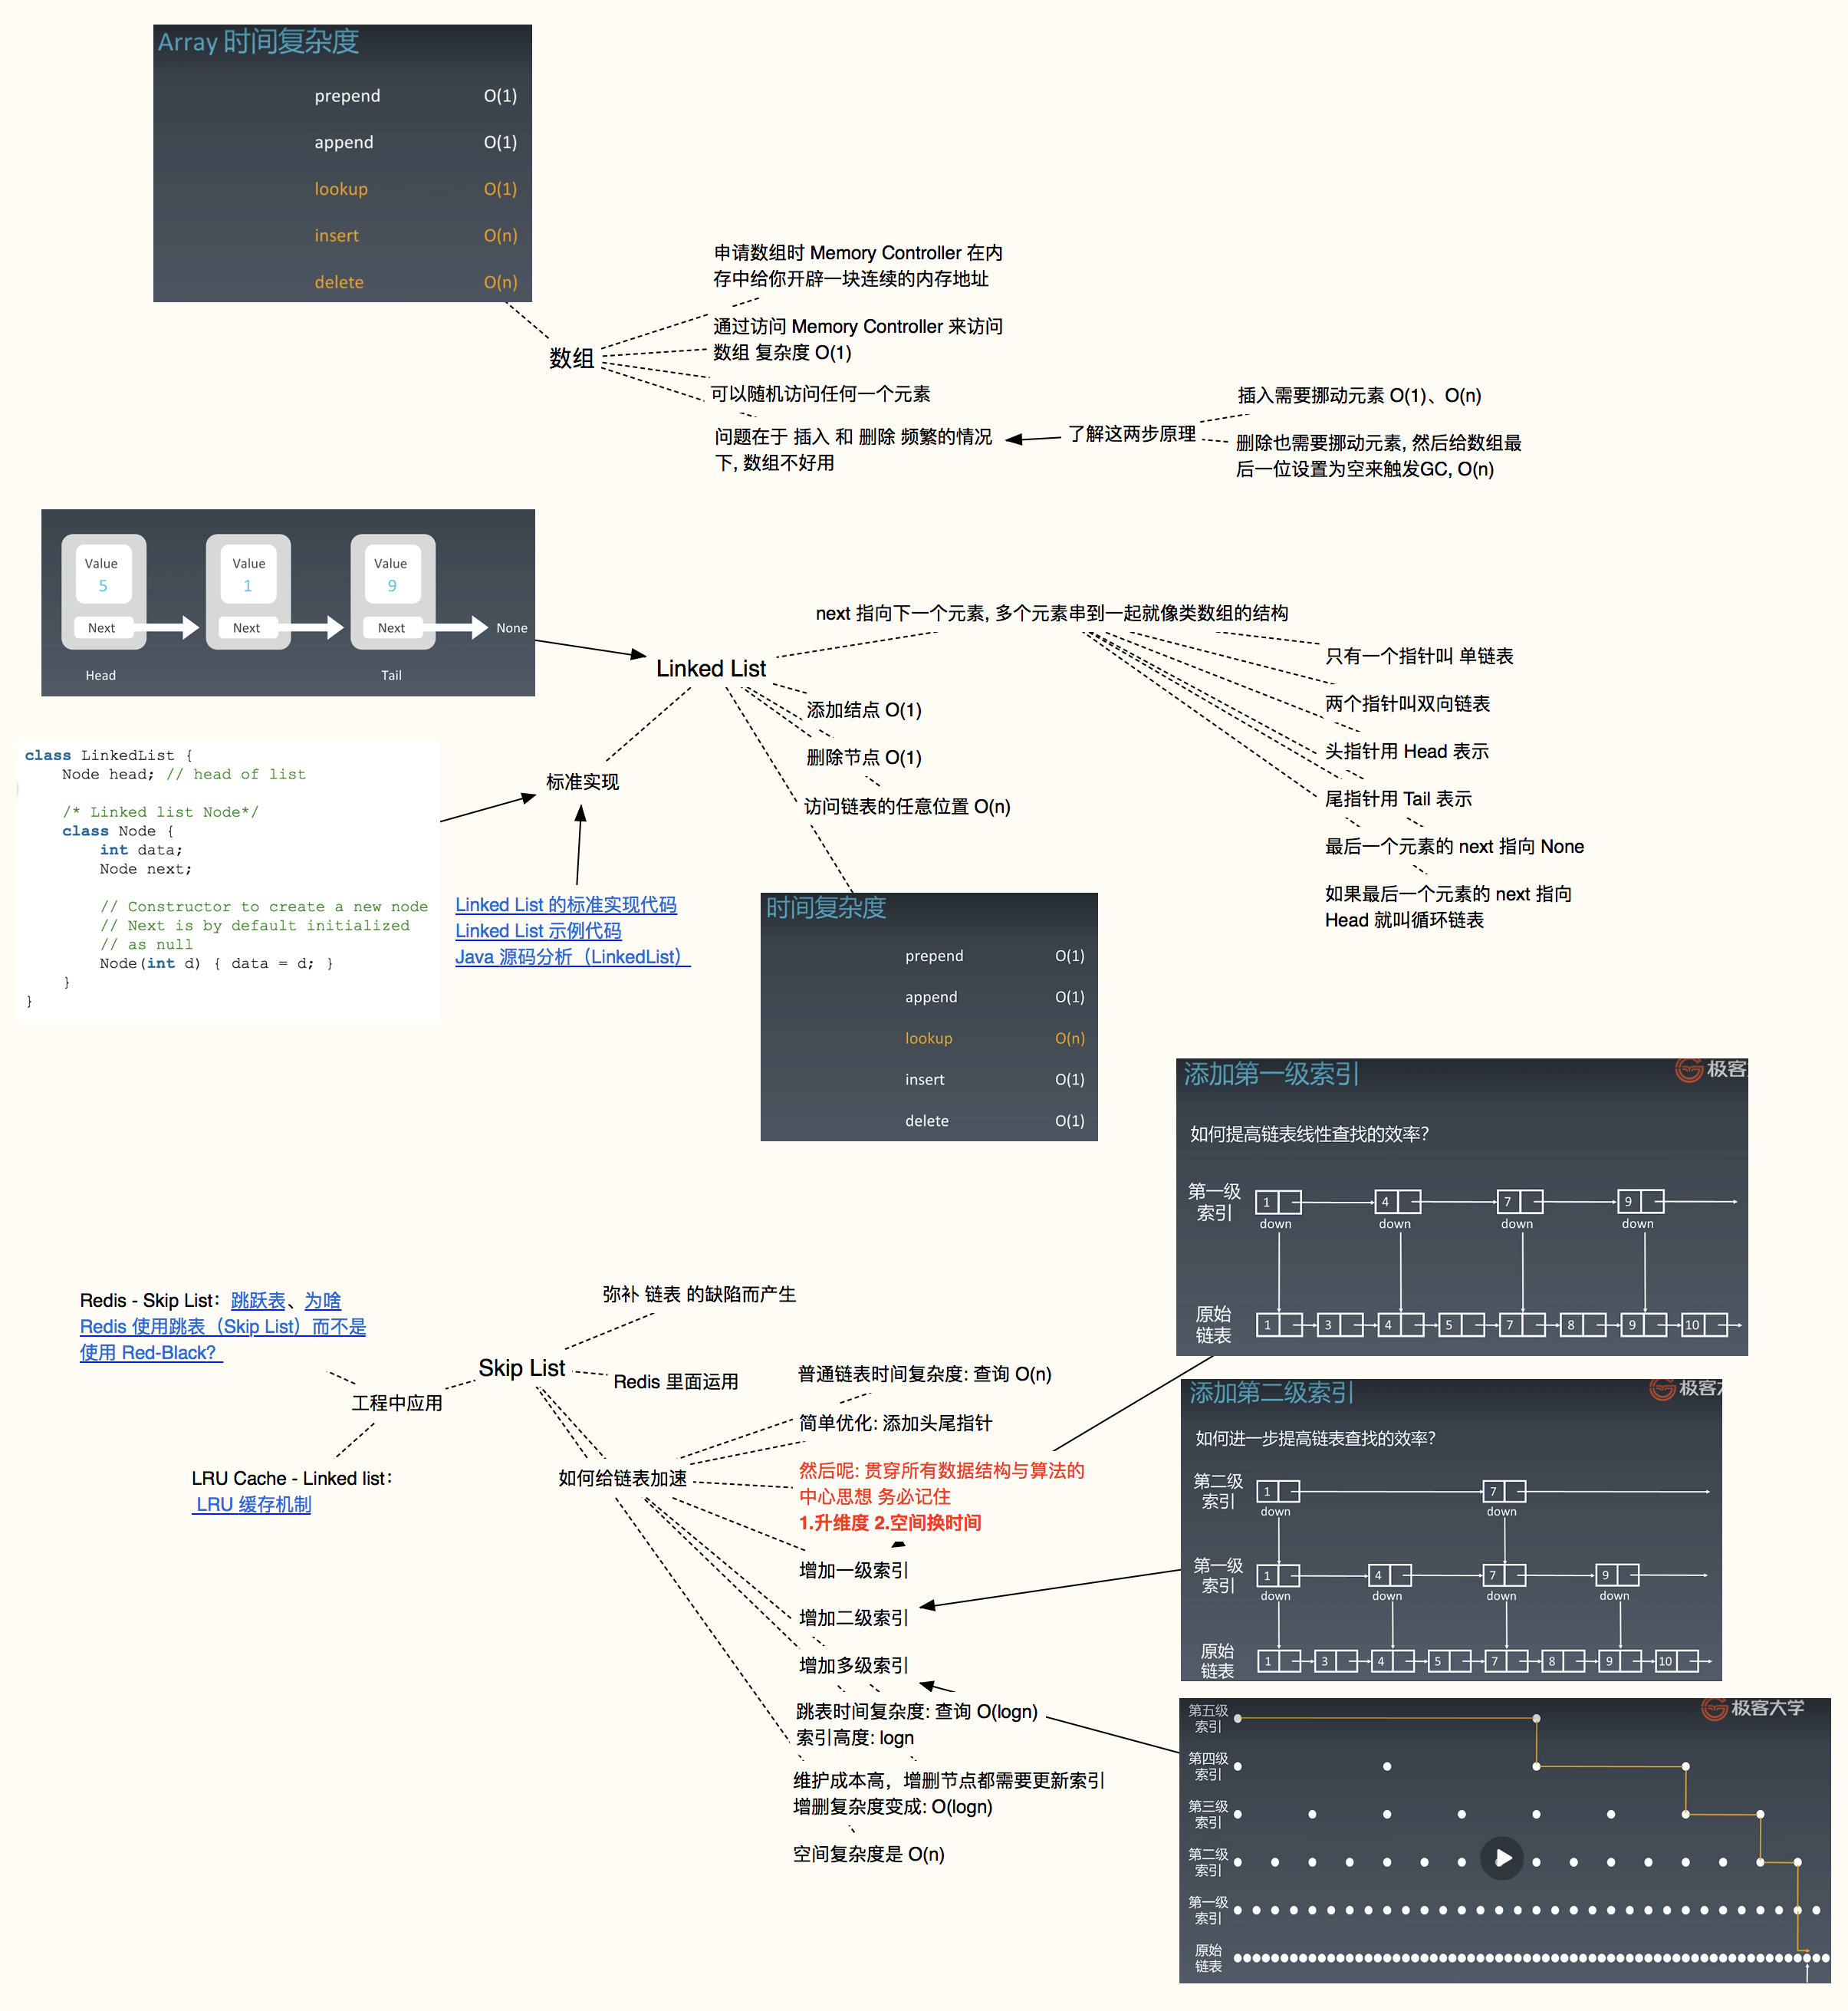 Array 时间复杂度
prepend O(1)
append O(1)
lookup O(1)
insert O(n)
delete O(n)
数组
申请数组时 Memory Controller 在内
存中给你开辟一块连续的内存地址
通过访问 Memory Controller 来访问
数组 复杂度 O(1)
可以随机访问任何一个元素
问题在于 插入 和 删除 频繁的情况
下, 数组不好用
了解这两步原理
插入需要挪动元素 O(1)、O(n)
删除也需要挪动元素, 然后给数组最
后一位设置为空来触发GC, O(n)
Value Value Value
5 1 9
Next Next Next None
Head Tail
Linked List
next 指向下一个元素, 多个元素串到一起就像类数组的结构
只有一个指针叫 单链表
两个指针叫双向链表
头指针用 Head 表示
尾指针用 Tail 表示
最后一个元素的 next 指向 None
如果最后一个元素的 next 指向
Head 就叫循环链表
添加结点 O(1)
删除节点 O(1)
访问链表的任意位置 O(n)
标准实现
class LinkedList {
Node head; // head of list
/* Linked list Node*/
class Node {
int data;
Node next;
// Constructor to create a new node
// Next is by default initialized
// as null
Node(int d) { data = d; }
}
}
Linked List 的标准实现代码
Linked List 示例代码
Java 源码分析（LinkedList）
时间复杂度
prepend O(1)
append O(1)
lookup O(n)
insert O(1)
delete O(1)
添加第一级索引
极客大
如何提高链表线性查找的效率?
第一级
索引
1 4 7 9
down down down down
原始
链表
1 3 4 5 7 8 9 10
Skip List
弥补 链表 的缺陷而产生
Redis 里面运用
工程中应用
Redis - Skip List：跳跃表、为啥
Redis 使用跳表（Skip List）而不是
使用 Red-Black?
LRU Cache - Linked list：
LRU 缓存机制
如何给链表加速
普通链表时间复杂度: 查询 O(n)
简单优化: 添加头尾指针
然后呢: 贯穿所有数据结构与算法的
中心思想 务必记住
1.升维度 2.空间换时间
增加一级索引
增加二级索引
增加多级索引
跳表时间复杂度: 查询 O(logn)
索引高度: logn
维护成本高，增删节点都需要更新索引
增删复杂度变成: O(logn)
空间复杂度是 O(n)
添加第二级索引
极客大学
如何进一步提高链表查找的效率?
第二级
索引
1 7
down down
第一级
索引
1 4 7 9
down down down down
原始
链表
1 3 4 5 7 8 9 10
极客大学
第五级
索引
第四级
索引
第三级
索引
第二级
索引
第一级
索引
原始
链表